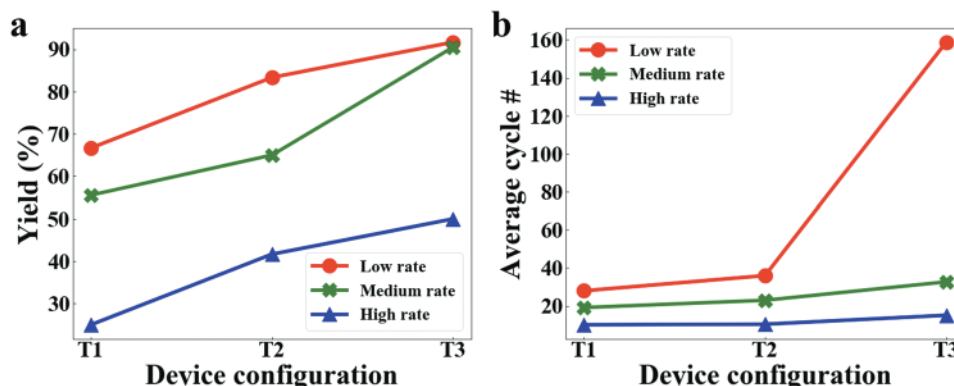 a
Yield (%)
90
80
70
60
50
40
30
Low rate
Medium rate
High rate
T1 T2 T3
Device configuration
b
Average cycle #
160
140
120
100
80
60
40
20
Low rate
Medium rate
High rate
T1 T2 T3
Device configuration